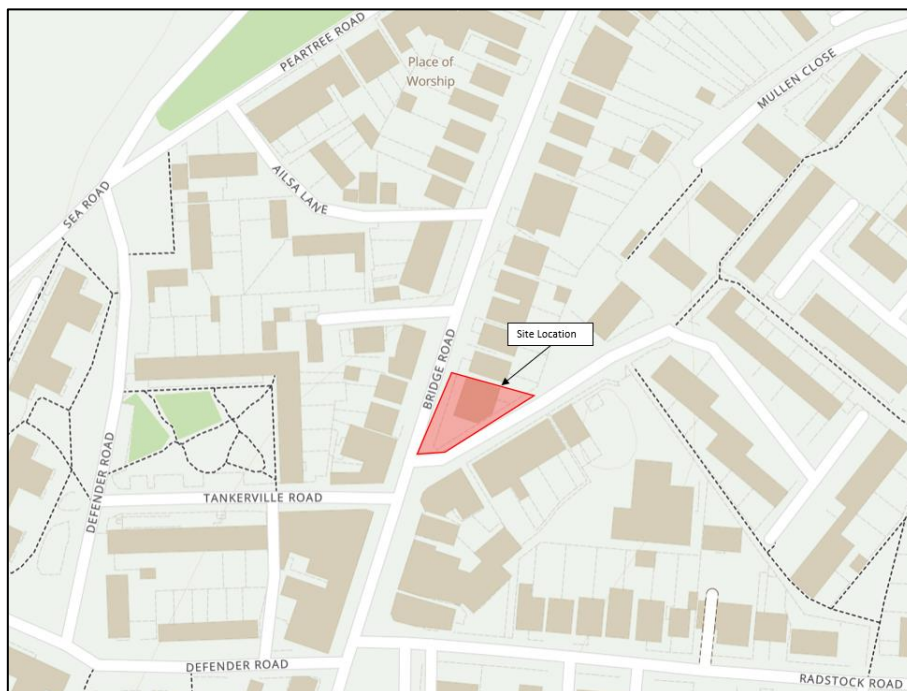 PEARTREE ROAD
Place of
Worship
MULLEN CLOSE
AILSA LANE
SEA ROAD
Site Location
BRIDGE ROAD
DEFENDER ROAD
TANKERVILLE ROAD
DEFENDER ROAD
RADSTOCK ROAD